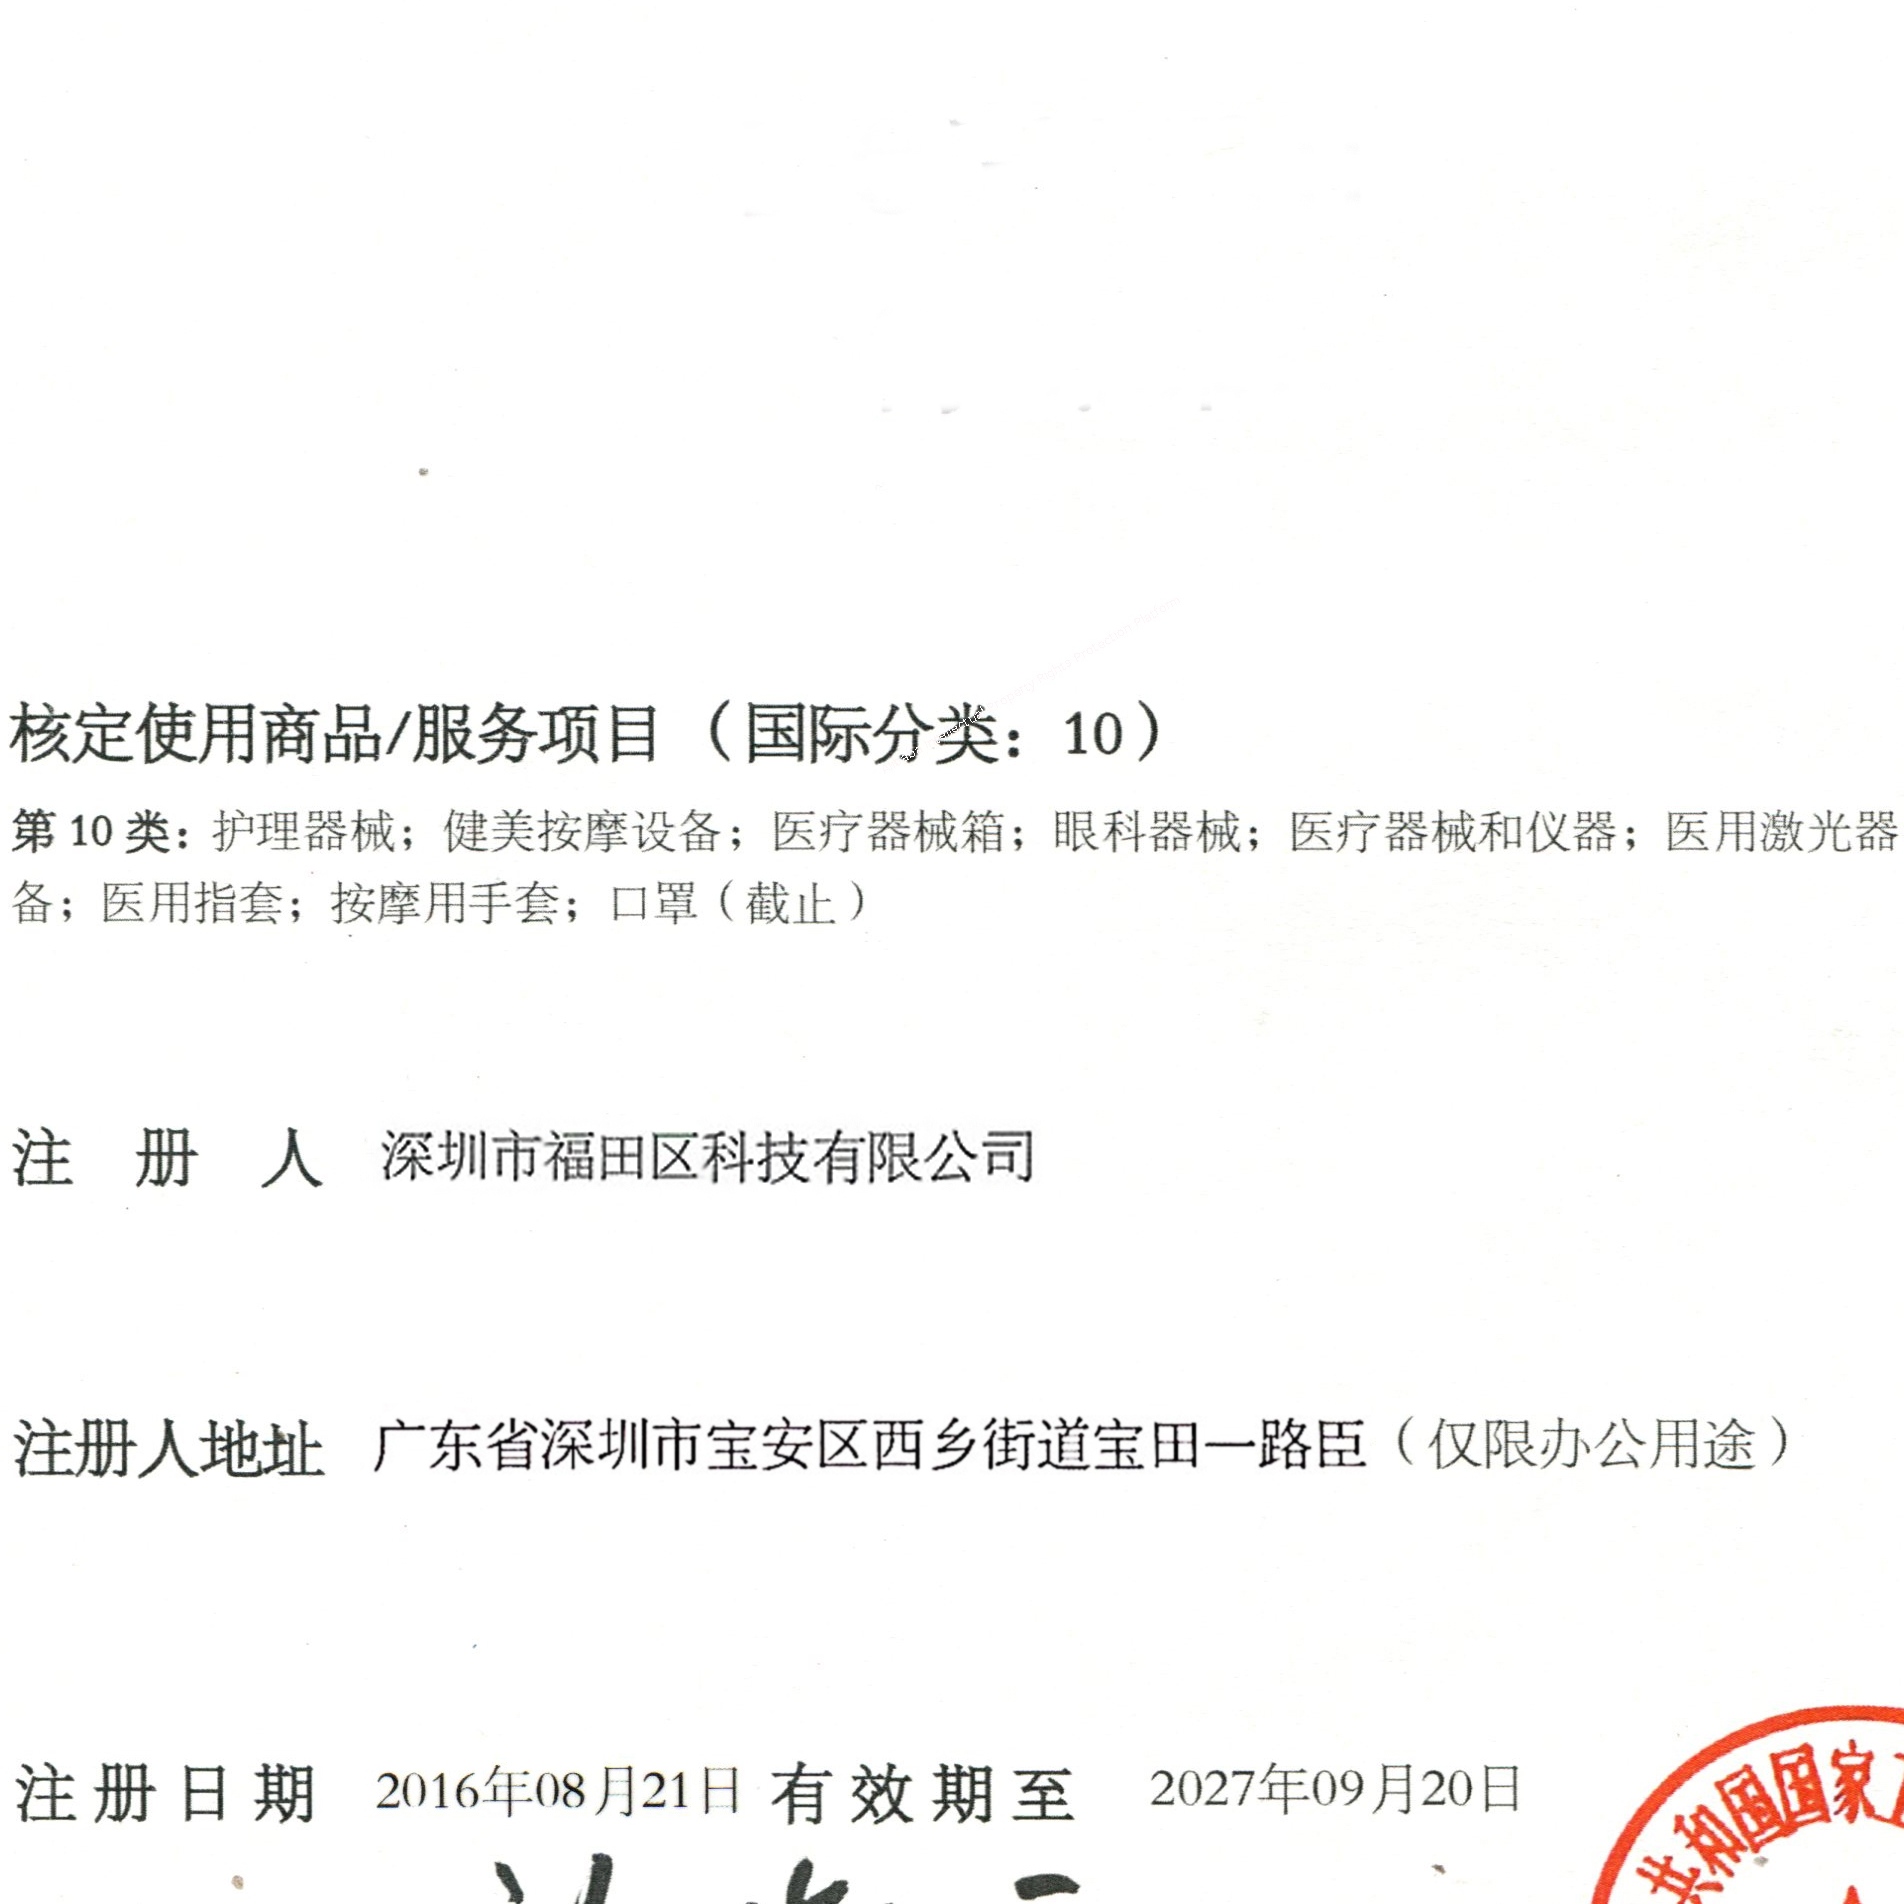 核定使用商品/服务项目（国际分类：10）
第10类：护理器械；健美按摩设备；医疗器械箱；眼科器械；医疗器械和仪器；医用激光器
备；医用指套；按摩用手套；口罩（截止）
注 册 人 深圳市福田区科技有限公司
注册人地址 广东省深圳市宝安区西乡街道宝田一路臣（仅限办公用途）
注册日期 2016年08月21日 有效期至 2027年09月20日
共和国国家